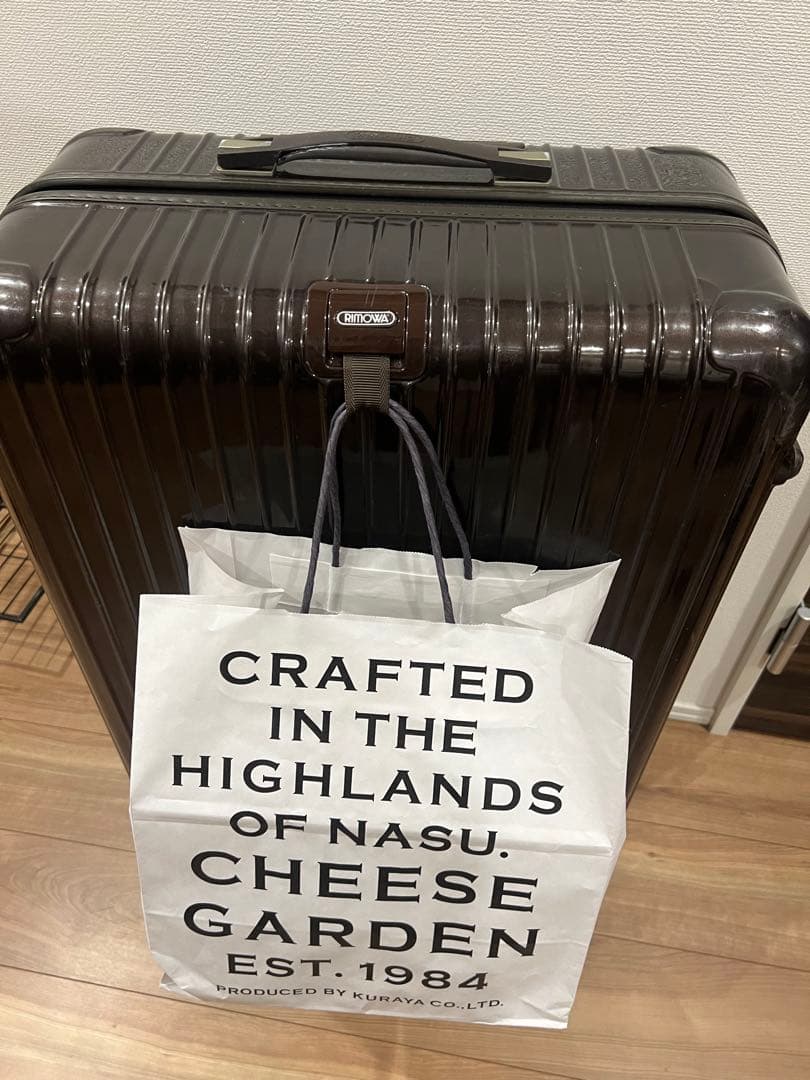 RIMOWA
CRAFTED
IN THE
HIGHLANDS
OF NASU.
CHEESE
GARDEN
EST. 1984
PRODUCED BY KURAYA CO.,LTD.